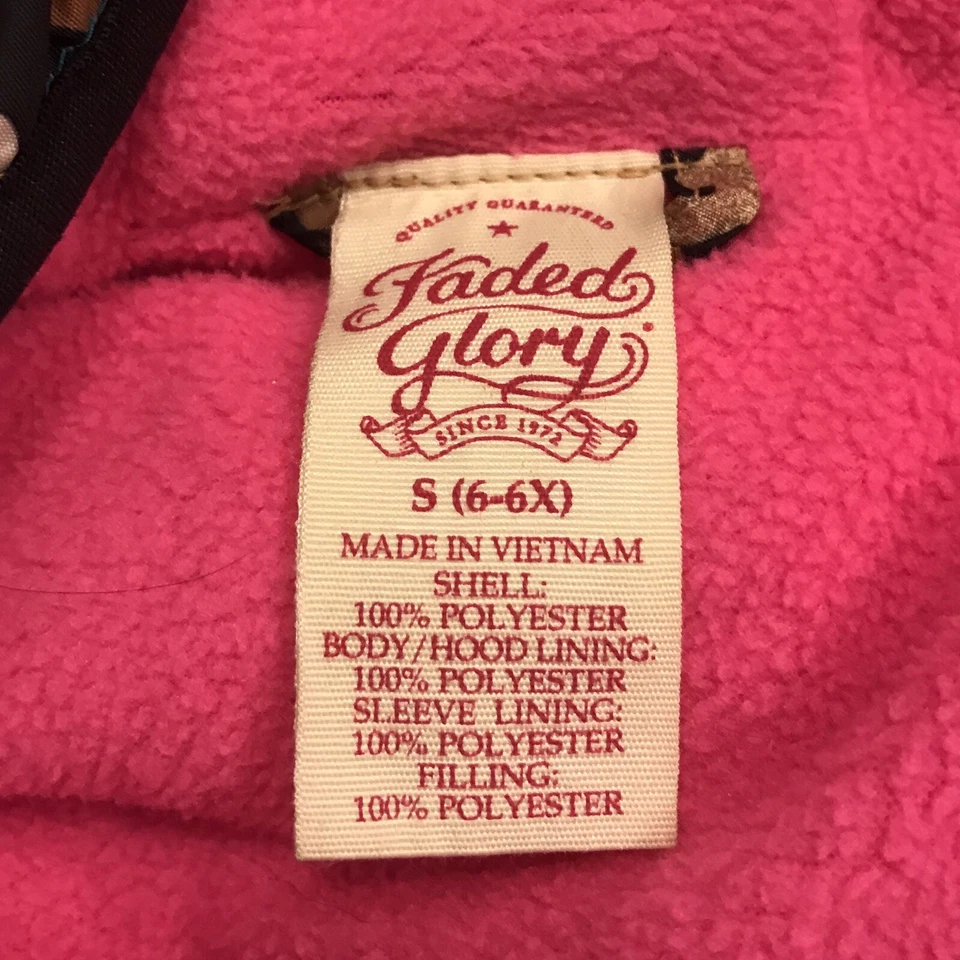 QUALITY GUARANTEED
Faded
Glory
SINCE 1972
S (6-6X)
MADE IN VIETNAM
SHELL:
100% POLYESTER
BODY/HOOD LINING:
100% POLYESTER
SLEEVE LINING:
100% POLYESTER
FILLING:
100% POLYESTER